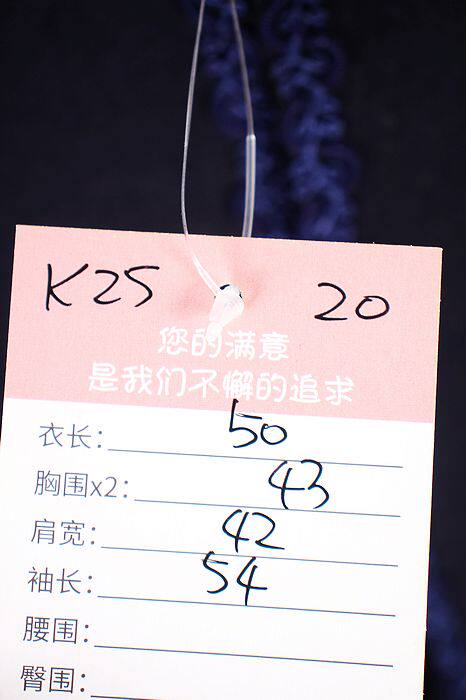 K25 20
您的满意
是我们不懈的追求
衣长: 50
胸围x2: 43
肩宽: 42
袖长: 54
腰围:
臀围: